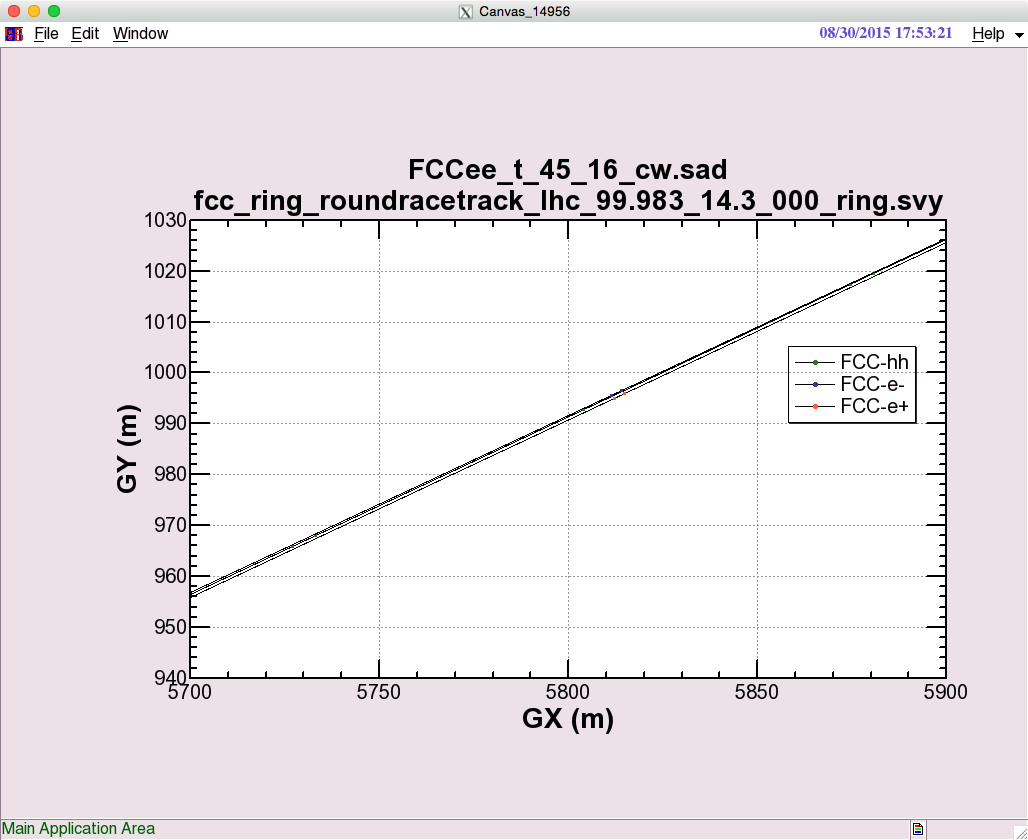 Canvas_14956
File Edit Window 08/30/2015 17:53:21 Help
FCCee_t_45_16_cw.sad
fcc_ring_roundracetrack_lhc_99.983_14.3_000_ring.svy
1030
1020
1010
1000
990
980
970
960
950
940
GY (m)
FCC-hh
FCC-e-
FCC-e+
5700 5750 5800 5850 5900
GX (m)
Main Application Area